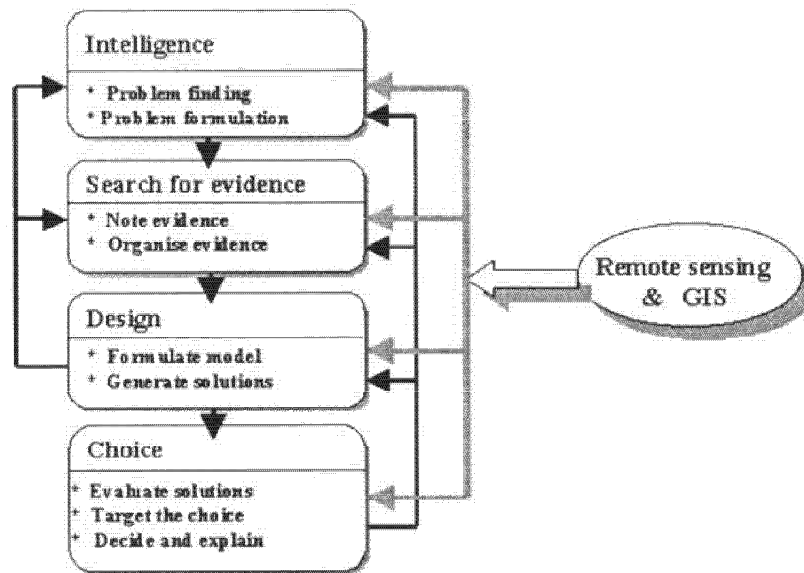 Intelligence
* Problem finding
* Problem formulation
Search for evidence
* Note evidence
* Organise evidence
Design
* Formulate model
* Generate solutions
Choice
* Evaluate solutions
* Target the choice
* Decide and explain
Remote sensing
& GIS